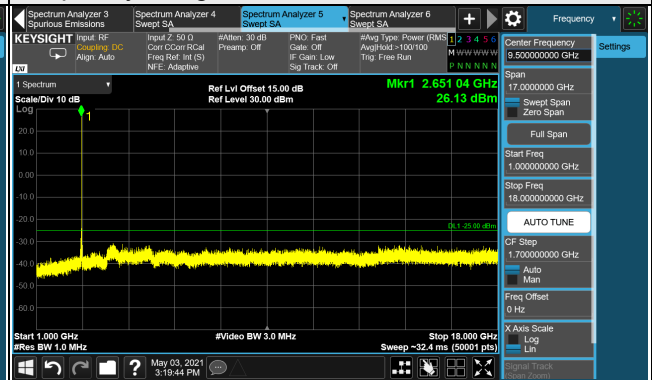 Spectrum Analyzer 3
Spurious Emissions
Spectrum Analyzer 4
Swept SA
Spectrum Analyzer 5
Swept SA
Spectrum Analyzer 6
Swept SA
Frequency
KEYSIGHT
LXI
Input: RF
Coupling: DC
Align: Auto
Input Z: 50 Ω
Corr CCorr RCal
Freq Ref: Int (S)
NFE: Adaptive
#Atten: 30 dB
Preamp: Off
PNO: Fast
Gate: Off
IF Gain: Low
Sig Track: Off
#Avg Type: Power (RMS
Avg|Hold:>100/100
Trig: Free Run
1 2 3 4 5 6
M W W W W W
P N N N N N
1 Spectrum
Scale/Div 10 dB
Log
Ref Lvl Offset 15.00 dB
Ref Level 30.00 dBm
Mkr1 2.651 04 GHz
26.13 dBm
1
20.0
10.0
0.00
-10.0
-20.0
-30.0
-40.0
-50.0
-60.0
DL1 -25.00 dBm
Start 1.000 GHz
#Res BW 1.0 MHz
#Video BW 3.0 MHz
Stop 18.000 GHz
Sweep ~32.4 ms (50001 pts)
Center Frequency
9.500000000 GHz
Settings
Span
17.0000000 GHz
Swept Span
Zero Span
Full Span
Start Freq
1.000000000 GHz
Stop Freq
18.00000000 GHz
AUTO TUNE
CF Step
1.700000000 GHz
Auto
Man
Freq Offset
0 Hz
X Axis Scale
Log
Lin
Signal Track
(Span Zoom)
?
May 03, 2021
3:19:44 PM